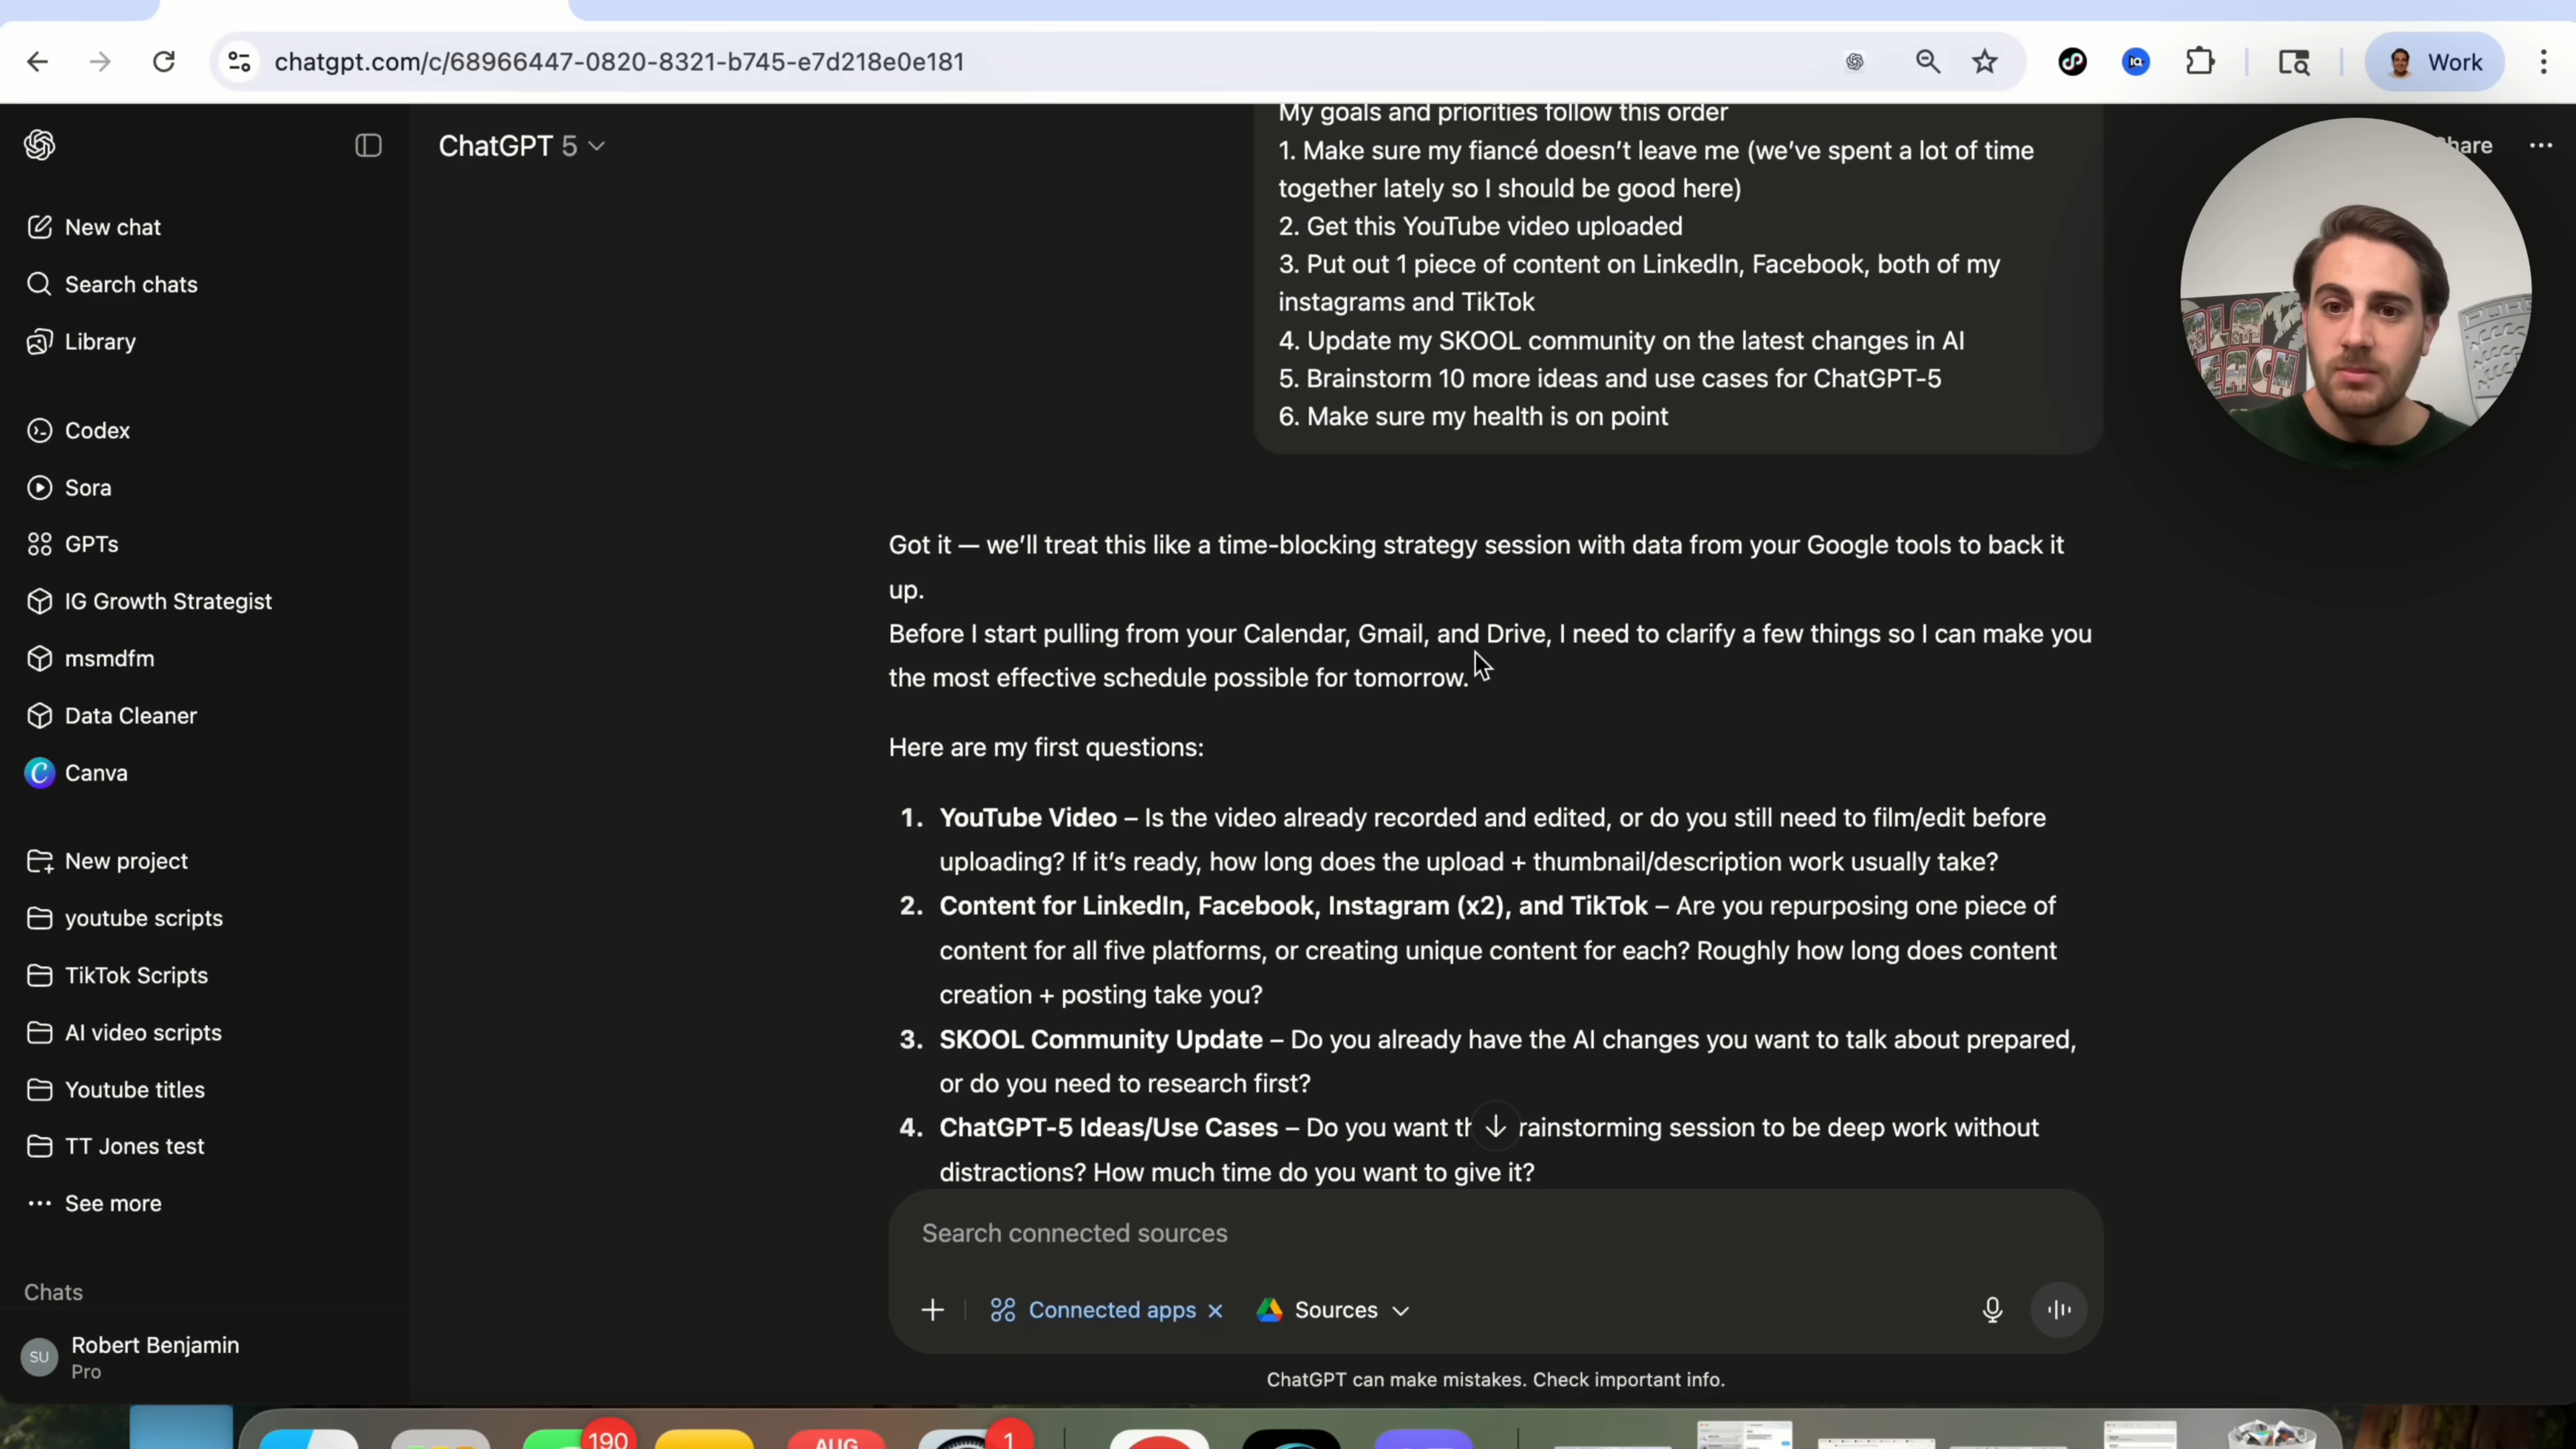 chatgpt.com/c/68966447-0820-8321-b745-e7d218e0e181
Work
ChatGPT 5
New chat
Search chats
Library
Codex
Sora
GPTs
IG Growth Strategist
msmdfm
Data Cleaner
Canva
New project
youtube scripts
TikTok Scripts
AI video scripts
Youtube titles
TT Jones test
See more
Chats
SU
Robert Benjamin
Pro
My goals and priorities follow this order
1. Make sure my fiancé doesn't leave me (we've spent a lot of time
together lately so I should be good here)
2. Get this YouTube video uploaded
3. Put out 1 piece of content on LinkedIn, Facebook, both of my
instagrams and TikTok
4. Update my SKOOL community on the latest changes in AI
5. Brainstorm 10 more ideas and use cases for ChatGPT-5
6. Make sure my health is on point
Got it — we'll treat this like a time-blocking strategy session with data from your Google tools to back it
up.
Before I start pulling from your Calendar, Gmail, and Drive, I need to clarify a few things so I can make you
the most effective schedule possible for tomorrow.
Here are my first questions:
1. YouTube Video – Is the video already recorded and edited, or do you still need to film/edit before
uploading? If it's ready, how long does the upload + thumbnail/description work usually take?
2. Content for LinkedIn, Facebook, Instagram (x2), and TikTok – Are you repurposing one piece of
content for all five platforms, or creating unique content for each? Roughly how long does content
creation + posting take you?
3. SKOOL Community Update – Do you already have the AI changes you want to talk about prepared,
or do you need to research first?
4. ChatGPT-5 Ideas/Use Cases – Do you want th rainstorming session to be deep work without
distractions? How much time do you want to give it?
Search connected sources
Connected apps
Sources
ChatGPT can make mistakes. Check important info.
190
AUG
1